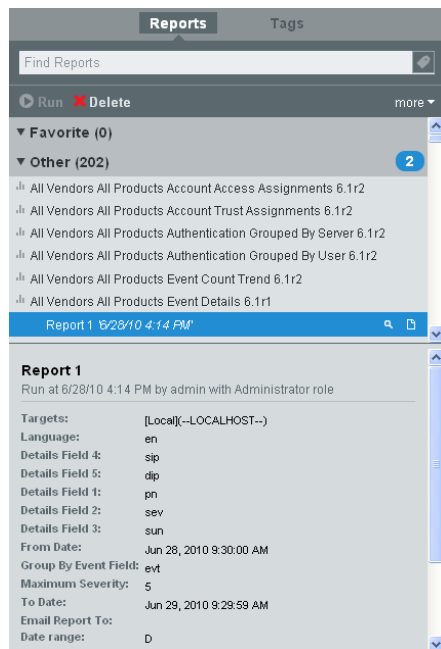 Reports Tags
Find Reports
Run Delete more
Favorite (0)
Other (202) 2
All Vendors All Products Account Access Assignments 6.1r2
All Vendors All Products Account Trust Assignments 6.1r2
All Vendors All Products Authentication Grouped By Server 6.1r2
All Vendors All Products Authentication Grouped By User 6.1r2
All Vendors All Products Event Count Trend 6.1r2
All Vendors All Products Event Details 6.1r1
Report 1 '6/28/10 4:14 PM'
Report 1
Run at 6/28/10 4:14 PM by admin with Administrator role
Targets: [Local](--LOCALHOST--)
Language: en
Details Field 4: sip
Details Field 5: dip
Details Field 1: pn
Details Field 2: sev
Details Field 3: sun
From Date: Jun 28, 2010 9:30:00 AM
Group By Event Field: evt
Maximum Severity: 5
To Date: Jun 29, 2010 9:29:59 AM
Email Report To:
Date range: D